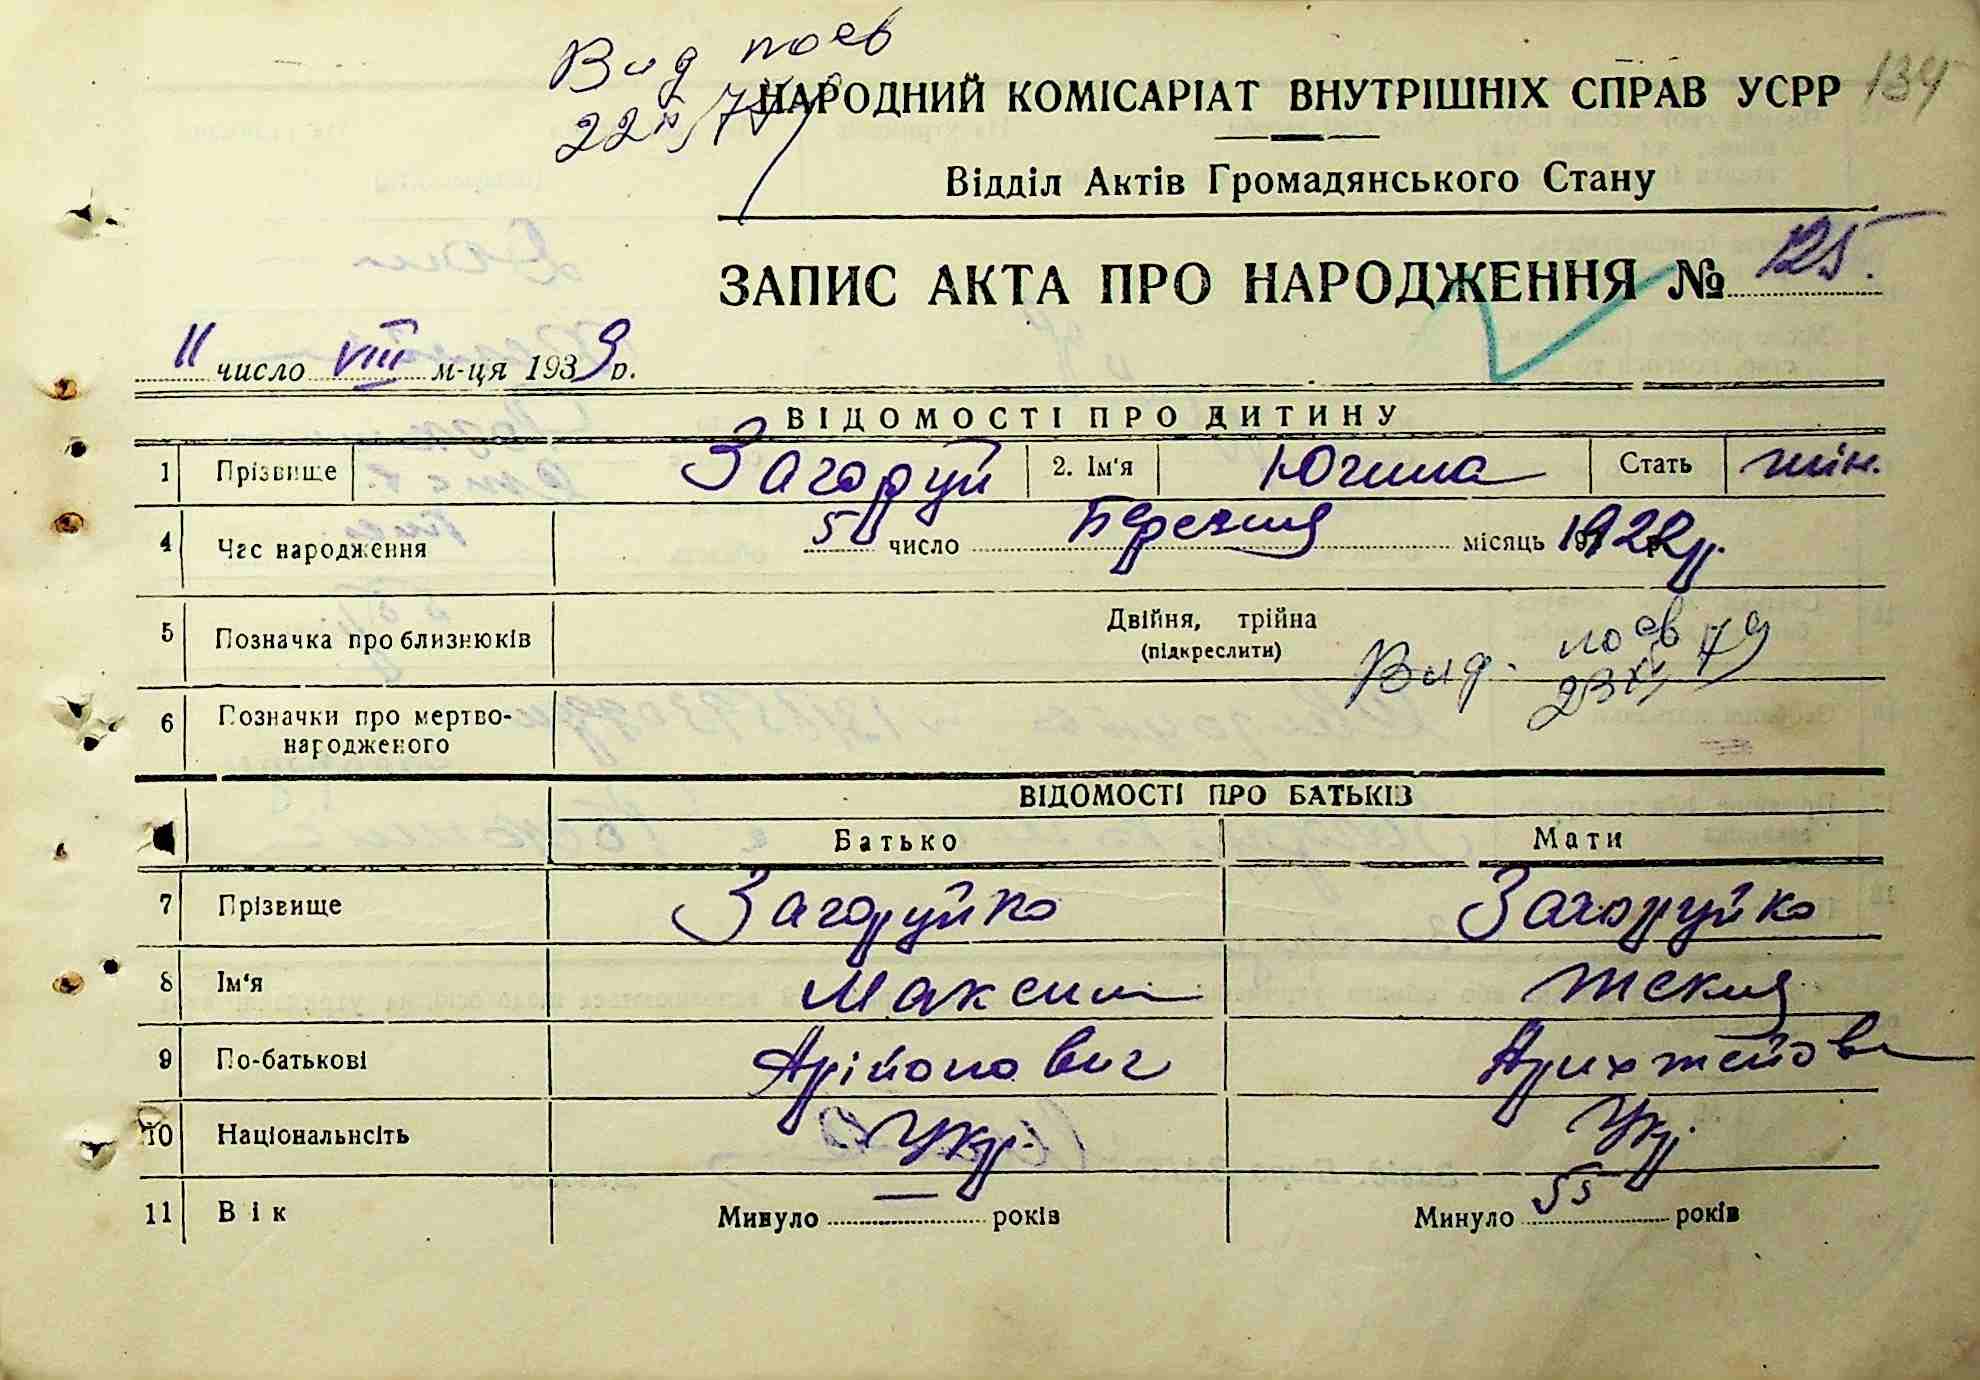 Вид пов
134
22 IX 79
НАРОДНИЙ КОМІСАРІАТ ВНУТРІШНІХ СПРАВ УСРР
Відділ Актів Громадянського Стану
ЗАПИС АКТА ПРО НАРОДЖЕННЯ № 125.
11 число VIII м-ця 1939 р.
ВІДОМОСТІ ПРО ДИТИНУ
1 Прізвище Загоруй 2. Ім'я Югина Стать жін.
4 Час народження 5 число Березня місяць 1922 р.
5 Позначка про близнюків Двійня, трійна
(підкреслити)
Вид. пов
23 XI 79
6 Позначки про мертво-
народженого
ВІДОМОСТІ ПРО БАТЬКІВ
Батько Мати
7 Прізвище Загоруйко Загоруйко
8 Ім'я Максим Текля
9 По-батькові
10 Національнсіть Укр. Укр.
11 Вік Минуло — років Минуло 55 років